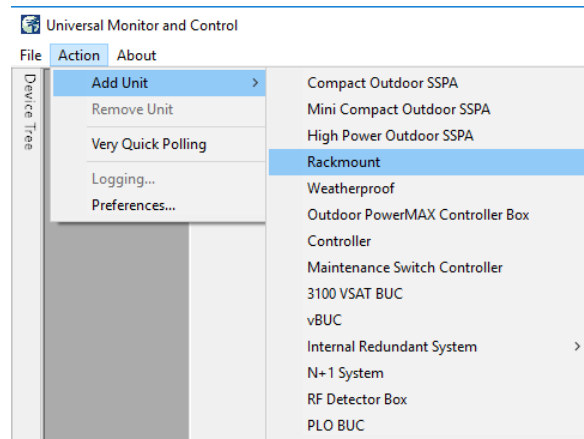 Universal Monitor and Control
File Action About
Device Tree
Add Unit
Remove Unit
Very Quick Polling
Logging...
Preferences...
Compact Outdoor SSPA
Mini Compact Outdoor SSPA
High Power Outdoor SSPA
Rackmount
Weatherproof
Outdoor PowerMAX Controller Box
Controller
Maintenance Switch Controller
3100 VSAT BUC
vBUC
Internal Redundant System
N+1 System
RF Detector Box
PLO BUC